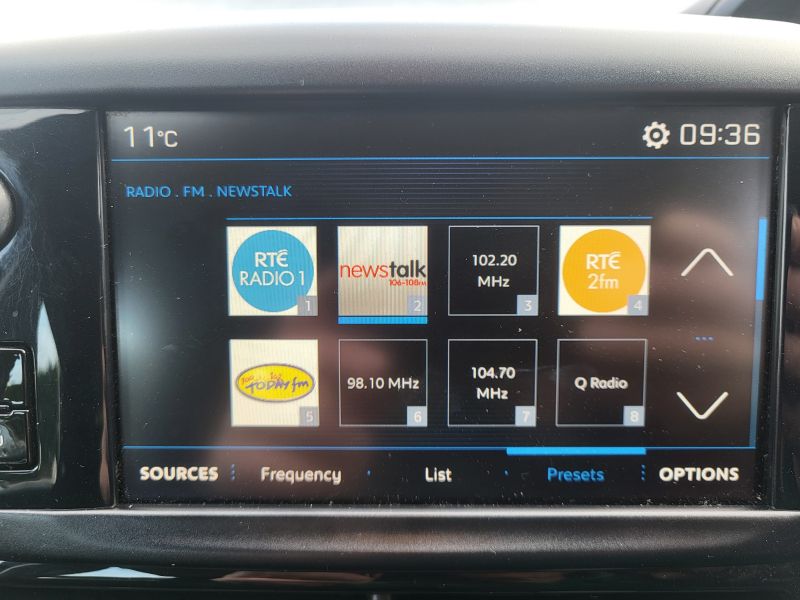 11°C
09:36
RADIO . FM . NEWSTALK
RTÉ
RADIO 1
1
newstalk
106-108FM
2
102.20
MHz
3
RTÉ
2fm
4
TODAY fm
5
98.10 MHz
6
104.70
MHz
7
Q Radio
8
SOURCES
Frequency
List
Presets
OPTIONS